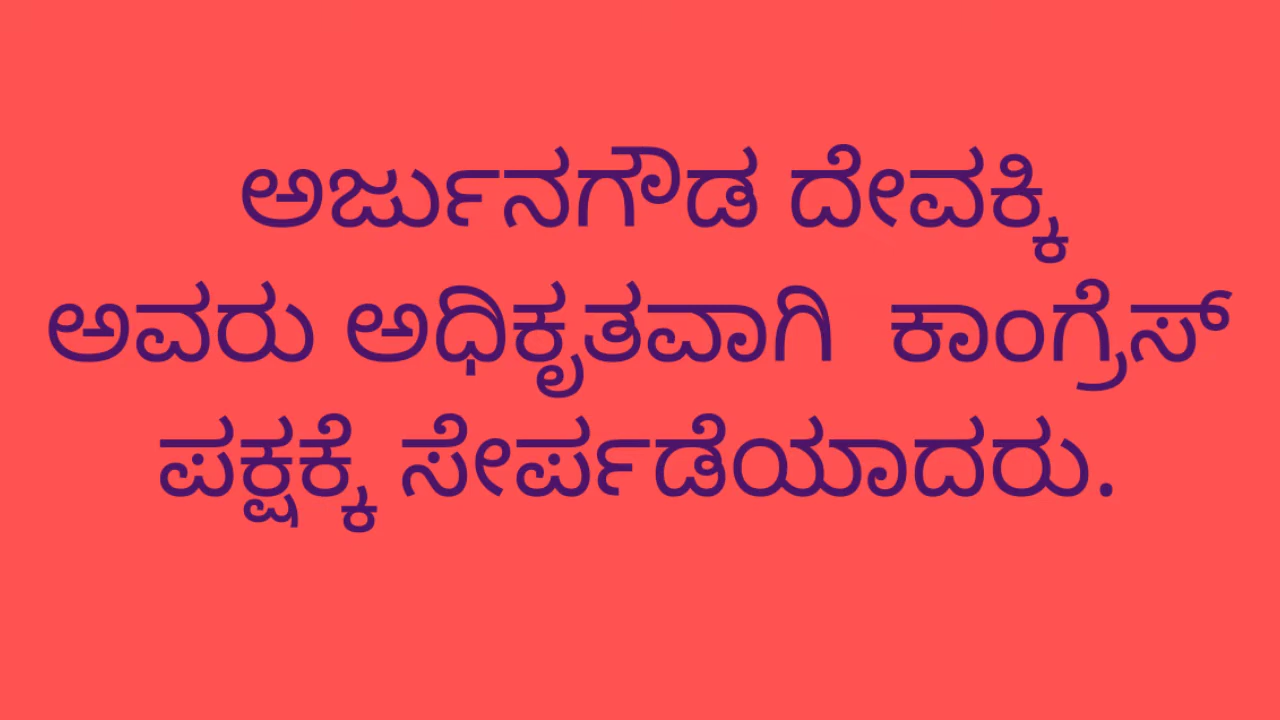 ಅರ್ಜುನಗೌಡ ದೇವಕ್ಕಿ
ಅವರು ಅಧಿಕೃತವಾಗಿ  ಕಾಂಗ್ರೆಸ್
ಪಕ್ಷಕ್ಕೆ ಸೇರ್ಪಡೆಯಾದರು.